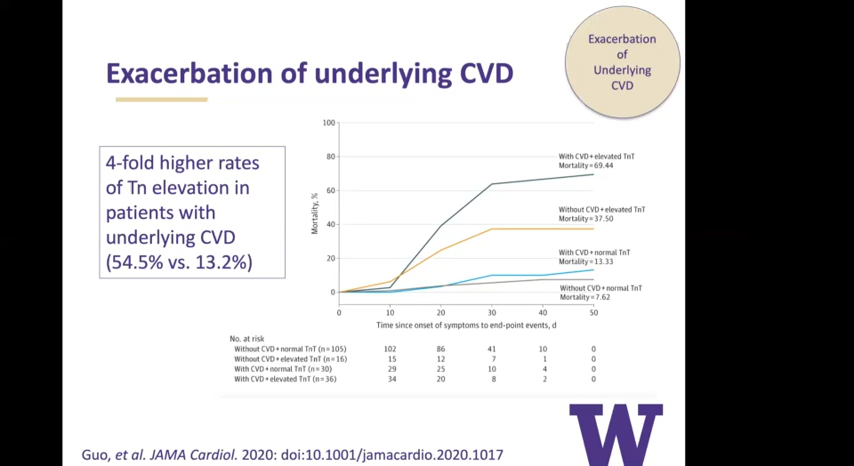 Exacerbation of underlying CVD
Exacerbation
of
Underlying
CVD
4-fold higher rates
of Tn elevation in
patients with
underlying CVD
(54.5% vs. 13.2%)
Mortality, %
100
80
60
40
20
0
With CVD+elevated TnT
Mortality=69.44
Without CVD+elevated TnT
Mortality=37.50
With CVD+normal TnT
Mortality=13.33
Without CVD+normal TnT
Mortality=7.62
0 10 20 30 40 50
Time since onset of symptoms to end-point events, d
No. at risk
Without CVD+normal TnT (n=105) 102 86 41 10 0
Without CVD+elevated TnT (n=16) 15 12 7 1 0
With CVD+normal TnT (n=30) 29 25 10 4 0
With CVD+elevated TnT (n=36) 34 20 8 2 0
W
Guo, et al. JAMA Cardiol. 2020: doi:10.1001/jamacardio.2020.1017